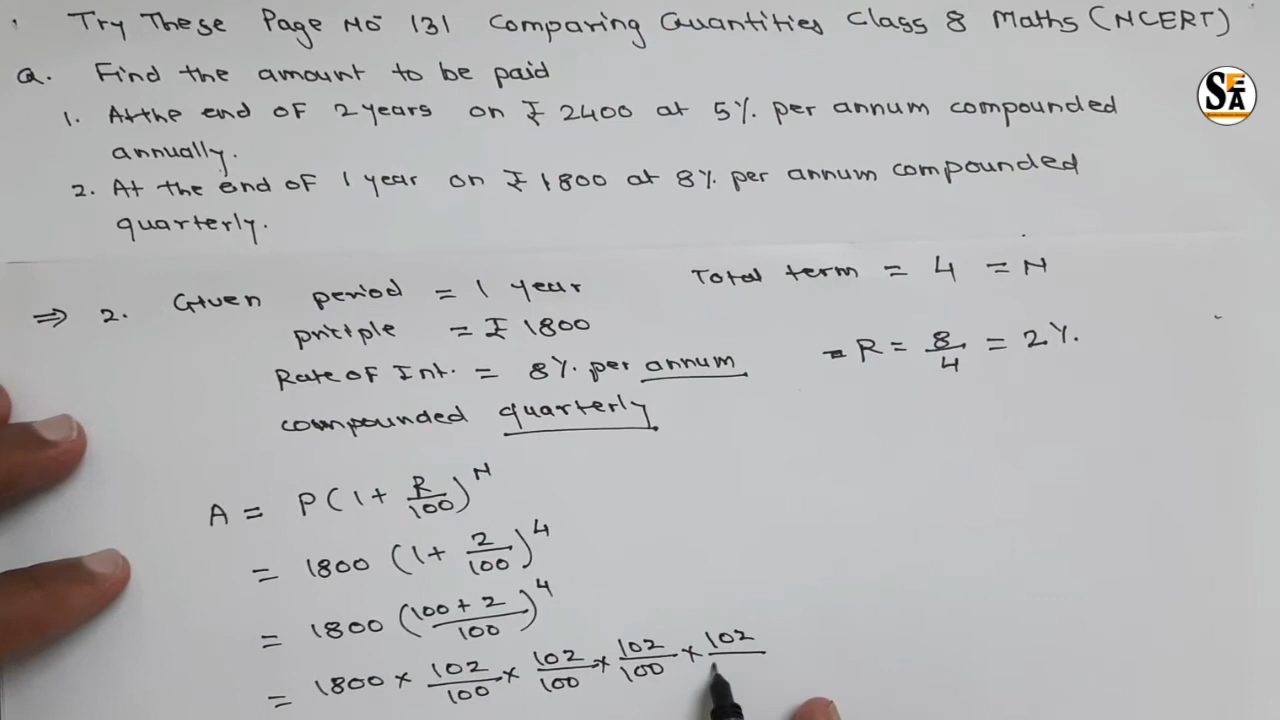 Try These Page No 131 Comparing Quantities Class 8 Maths (NCERT)
Q. Find the amount to be paid
1. At the end of 2 years on ₹ 2400 at 5% per annum compounded
annually.
2. At the end of 1 year on ₹ 1800 at 8% per annum compounded
quarterly.
⇒ 2. Given period = 1 year Total term = 4 = N
priciple = ₹ 1800
Rate of Int. = 8% per annum - R = 8/4 = 2%.
compounded quarterly
A = P(1 + R/100)^N
= 1800 (1 + 2/100)^4
= 1800 (100 + 2/100)^4
= 1800 × 102/100 × 102/100 × 102/100 × 102